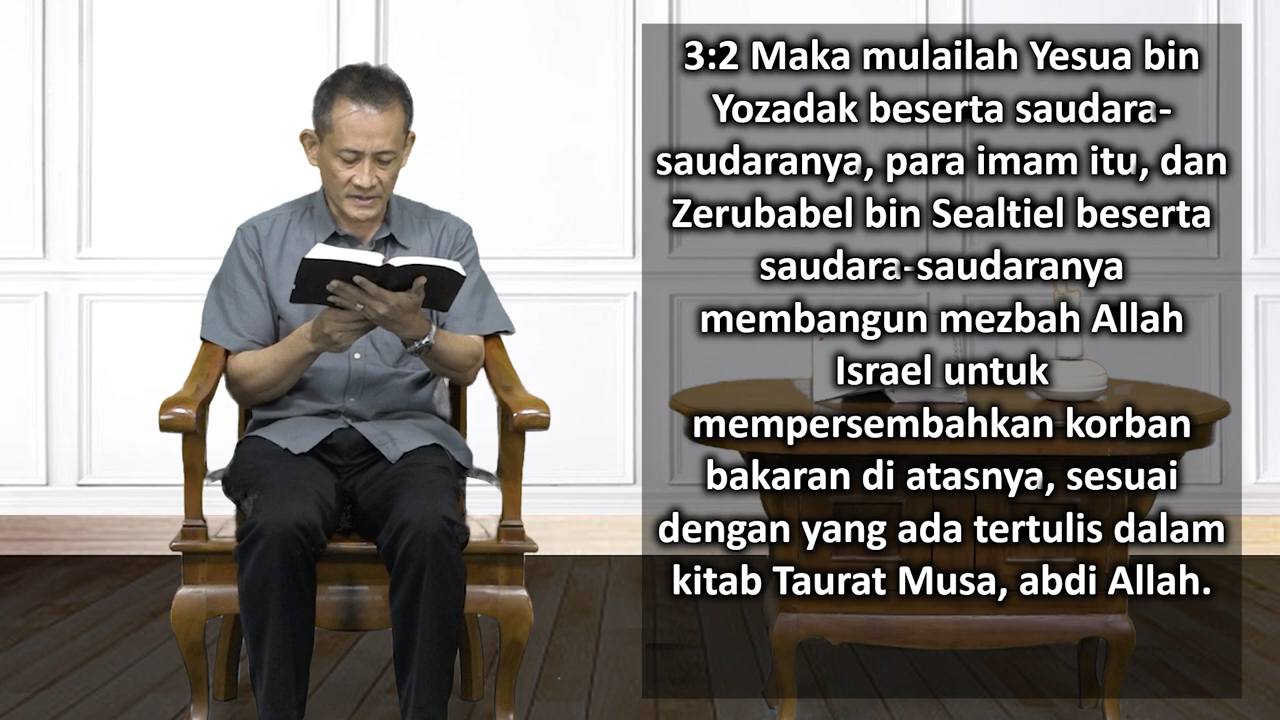 3:2 Maka mulailah Yesua bin
Yozadak beserta saudara-
saudaranya, para imam itu, dan
Zerubabel bin Sealtiel beserta
saudara-saudaranya
membangun mezbah Allah
Israel untuk
mempersembahkan korban
bakaran di atasnya, sesuai
dengan yang ada tertulis dalam
kitab Taurat Musa, abdi Allah.